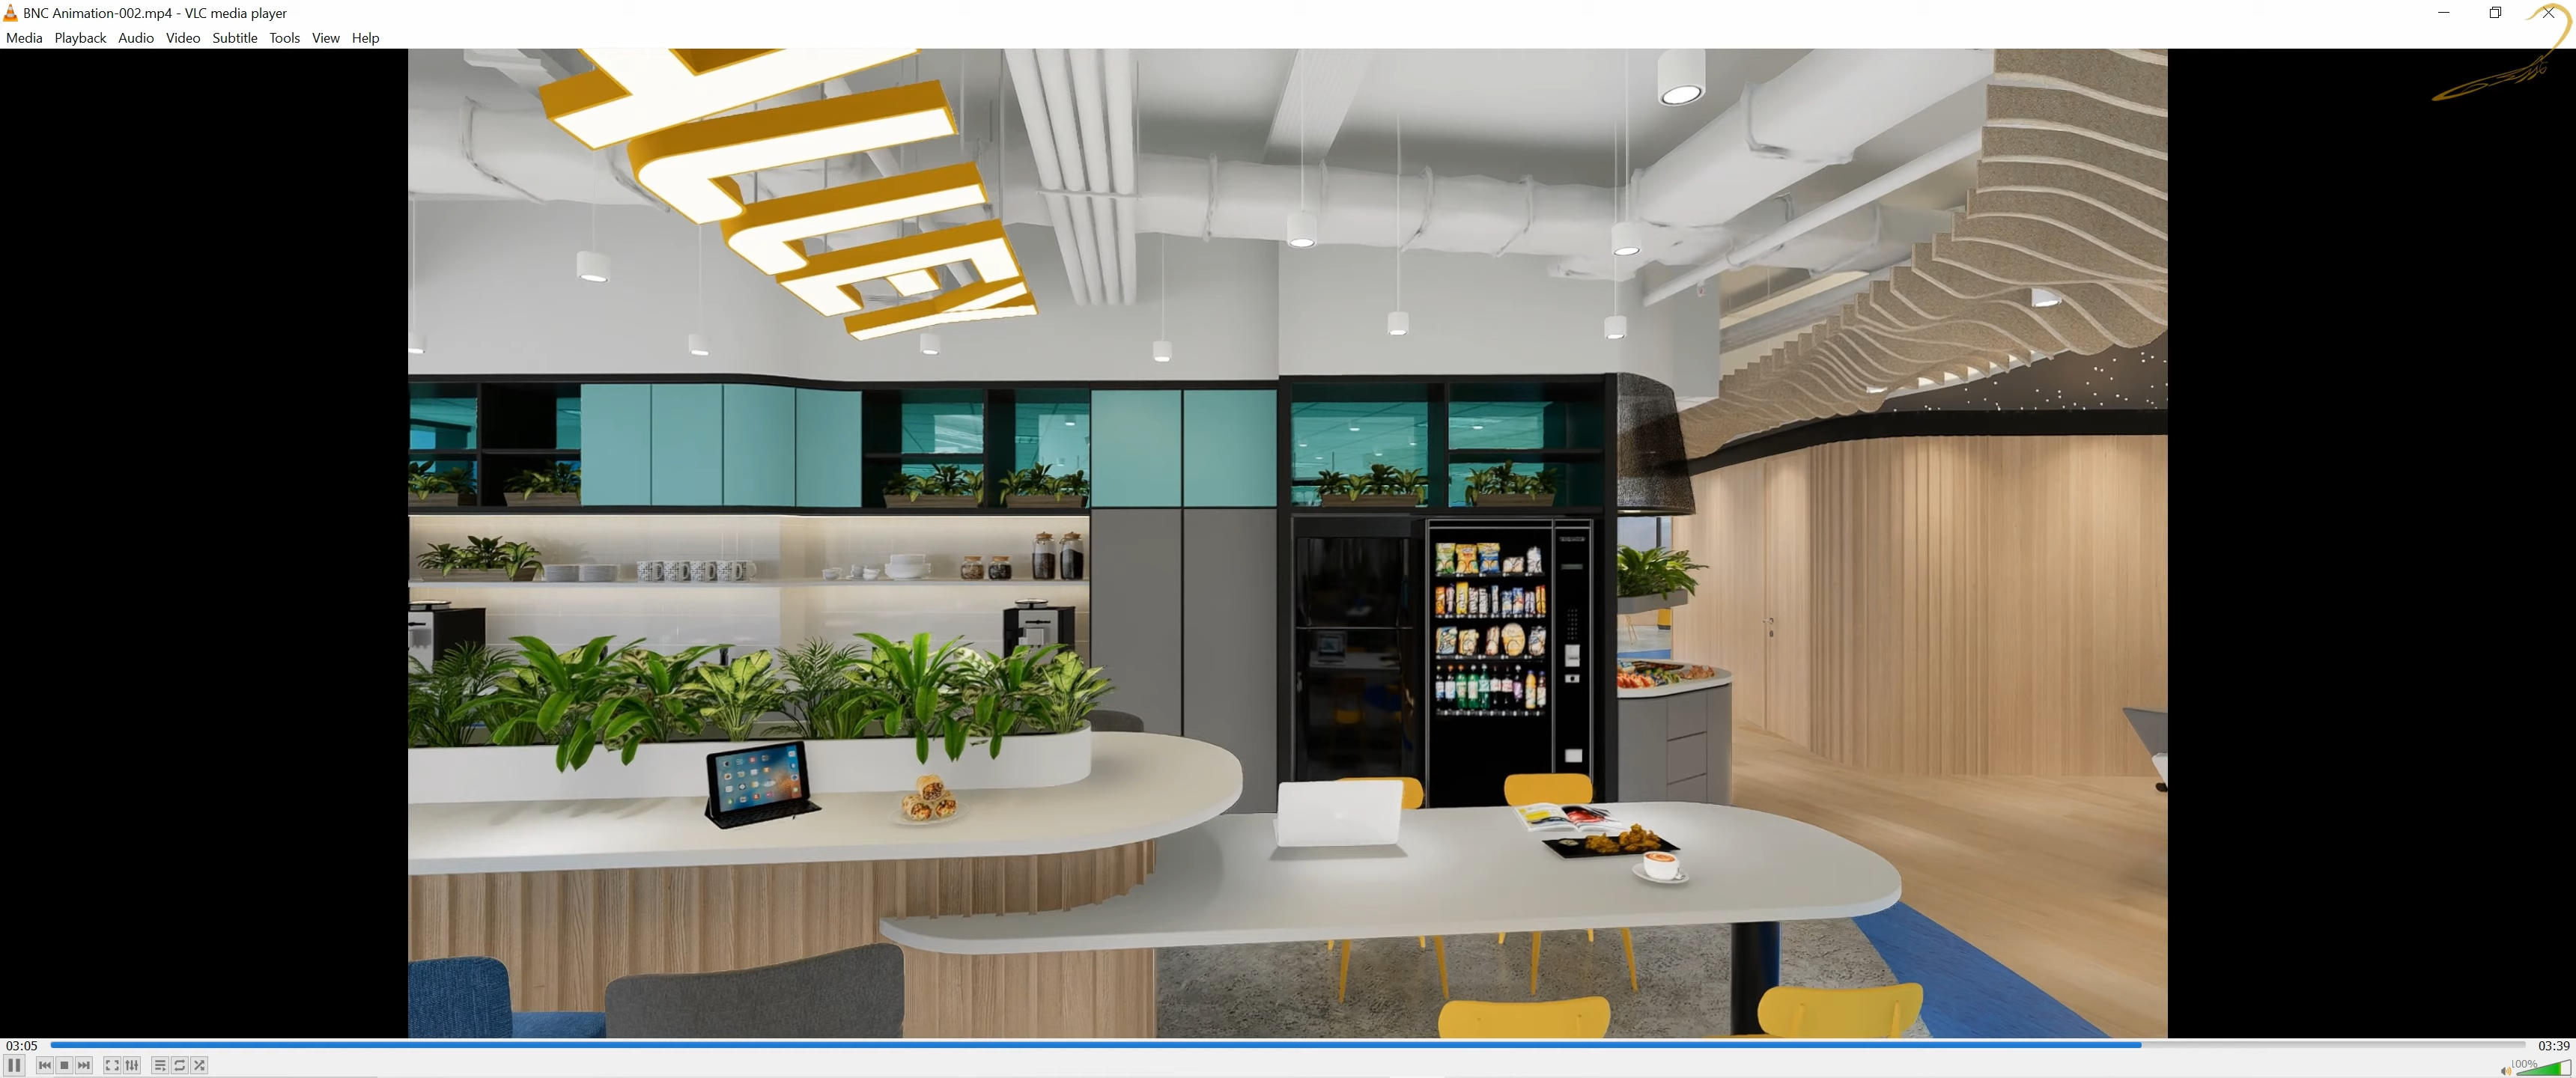 BNC Animation-002.mp4 - VLC media player
Media Playback Audio Video Subtitle Tools View Help
03:05
03:39
100%